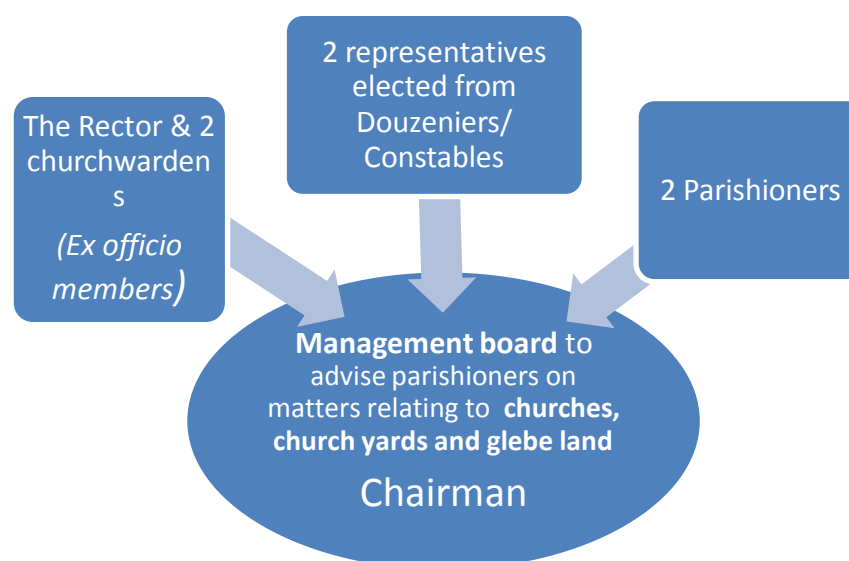 The Rector & 2
churchwarden
s
(Ex officio
members)
2 representatives
elected from
Douzeniers/
Constables
2 Parishioners
Management board to
advise parishioners on
matters relating to churches,
church yards and glebe land
Chairman